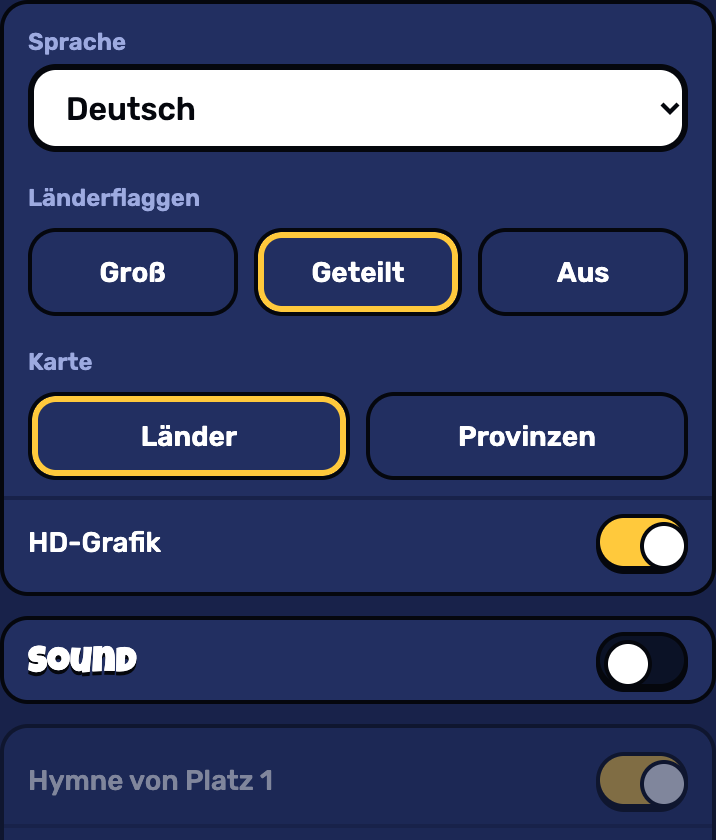 Sprache
Deutsch
Länderflaggen
Groß Geteilt Aus
Karte
Länder Provinzen
HD-Grafik
Sound
Hymne von Platz 1